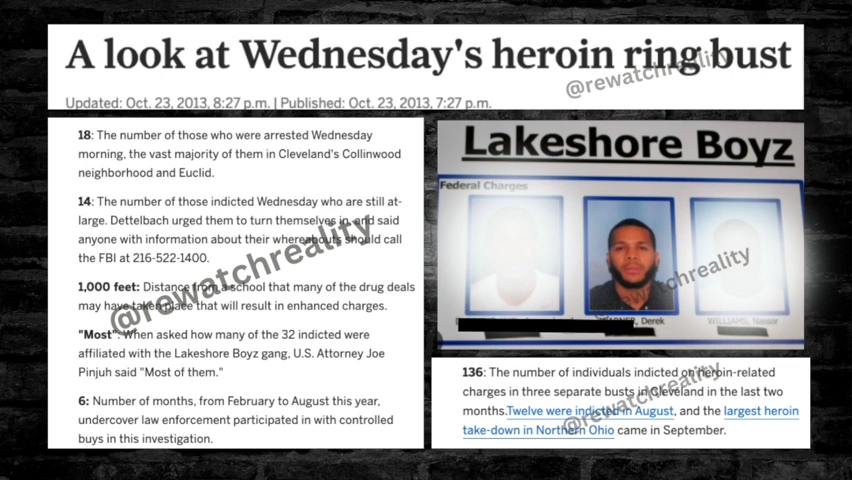 A look at Wednesday's heroin ring bust
@rewatchreality
Updated: Oct. 23, 2013, 8:27 p.m. | Published: Oct. 23, 2013, 7:27 p.m.
18: The number of those who were arrested Wednesday
morning, the vast majority of them in Cleveland's Collinwood
neighborhood and Euclid.
14: The number of those indicted Wednesday who are still at-
large. Dettelbach urged them to turn themselves in, and said
anyone with information about their whereabouts should call
the FBI at 216-522-1400.
1,000 feet: Distance from a school that many of the drug deals
may have taken place that will result in enhanced charges.
@rewatchreality
"Most": When asked how many of the 32 indicted were
affiliated with the Lakeshore Boyz gang, U.S. Attorney Joe
Pinjuh said "Most of them."
6: Number of months, from February to August this year,
undercover law enforcement participated in with controlled
buys in this investigation.
Lakeshore Boyz
Federal Charges
@rewatchreality
Derek
WILLIAMS,
136: The number of individuals indicted on heroin-related
charges in three separate busts in Cleveland in the last two
months.Twelve were indicted in August, and the largest heroin
take-down in Northern Ohio came in September.
@rewatchreality